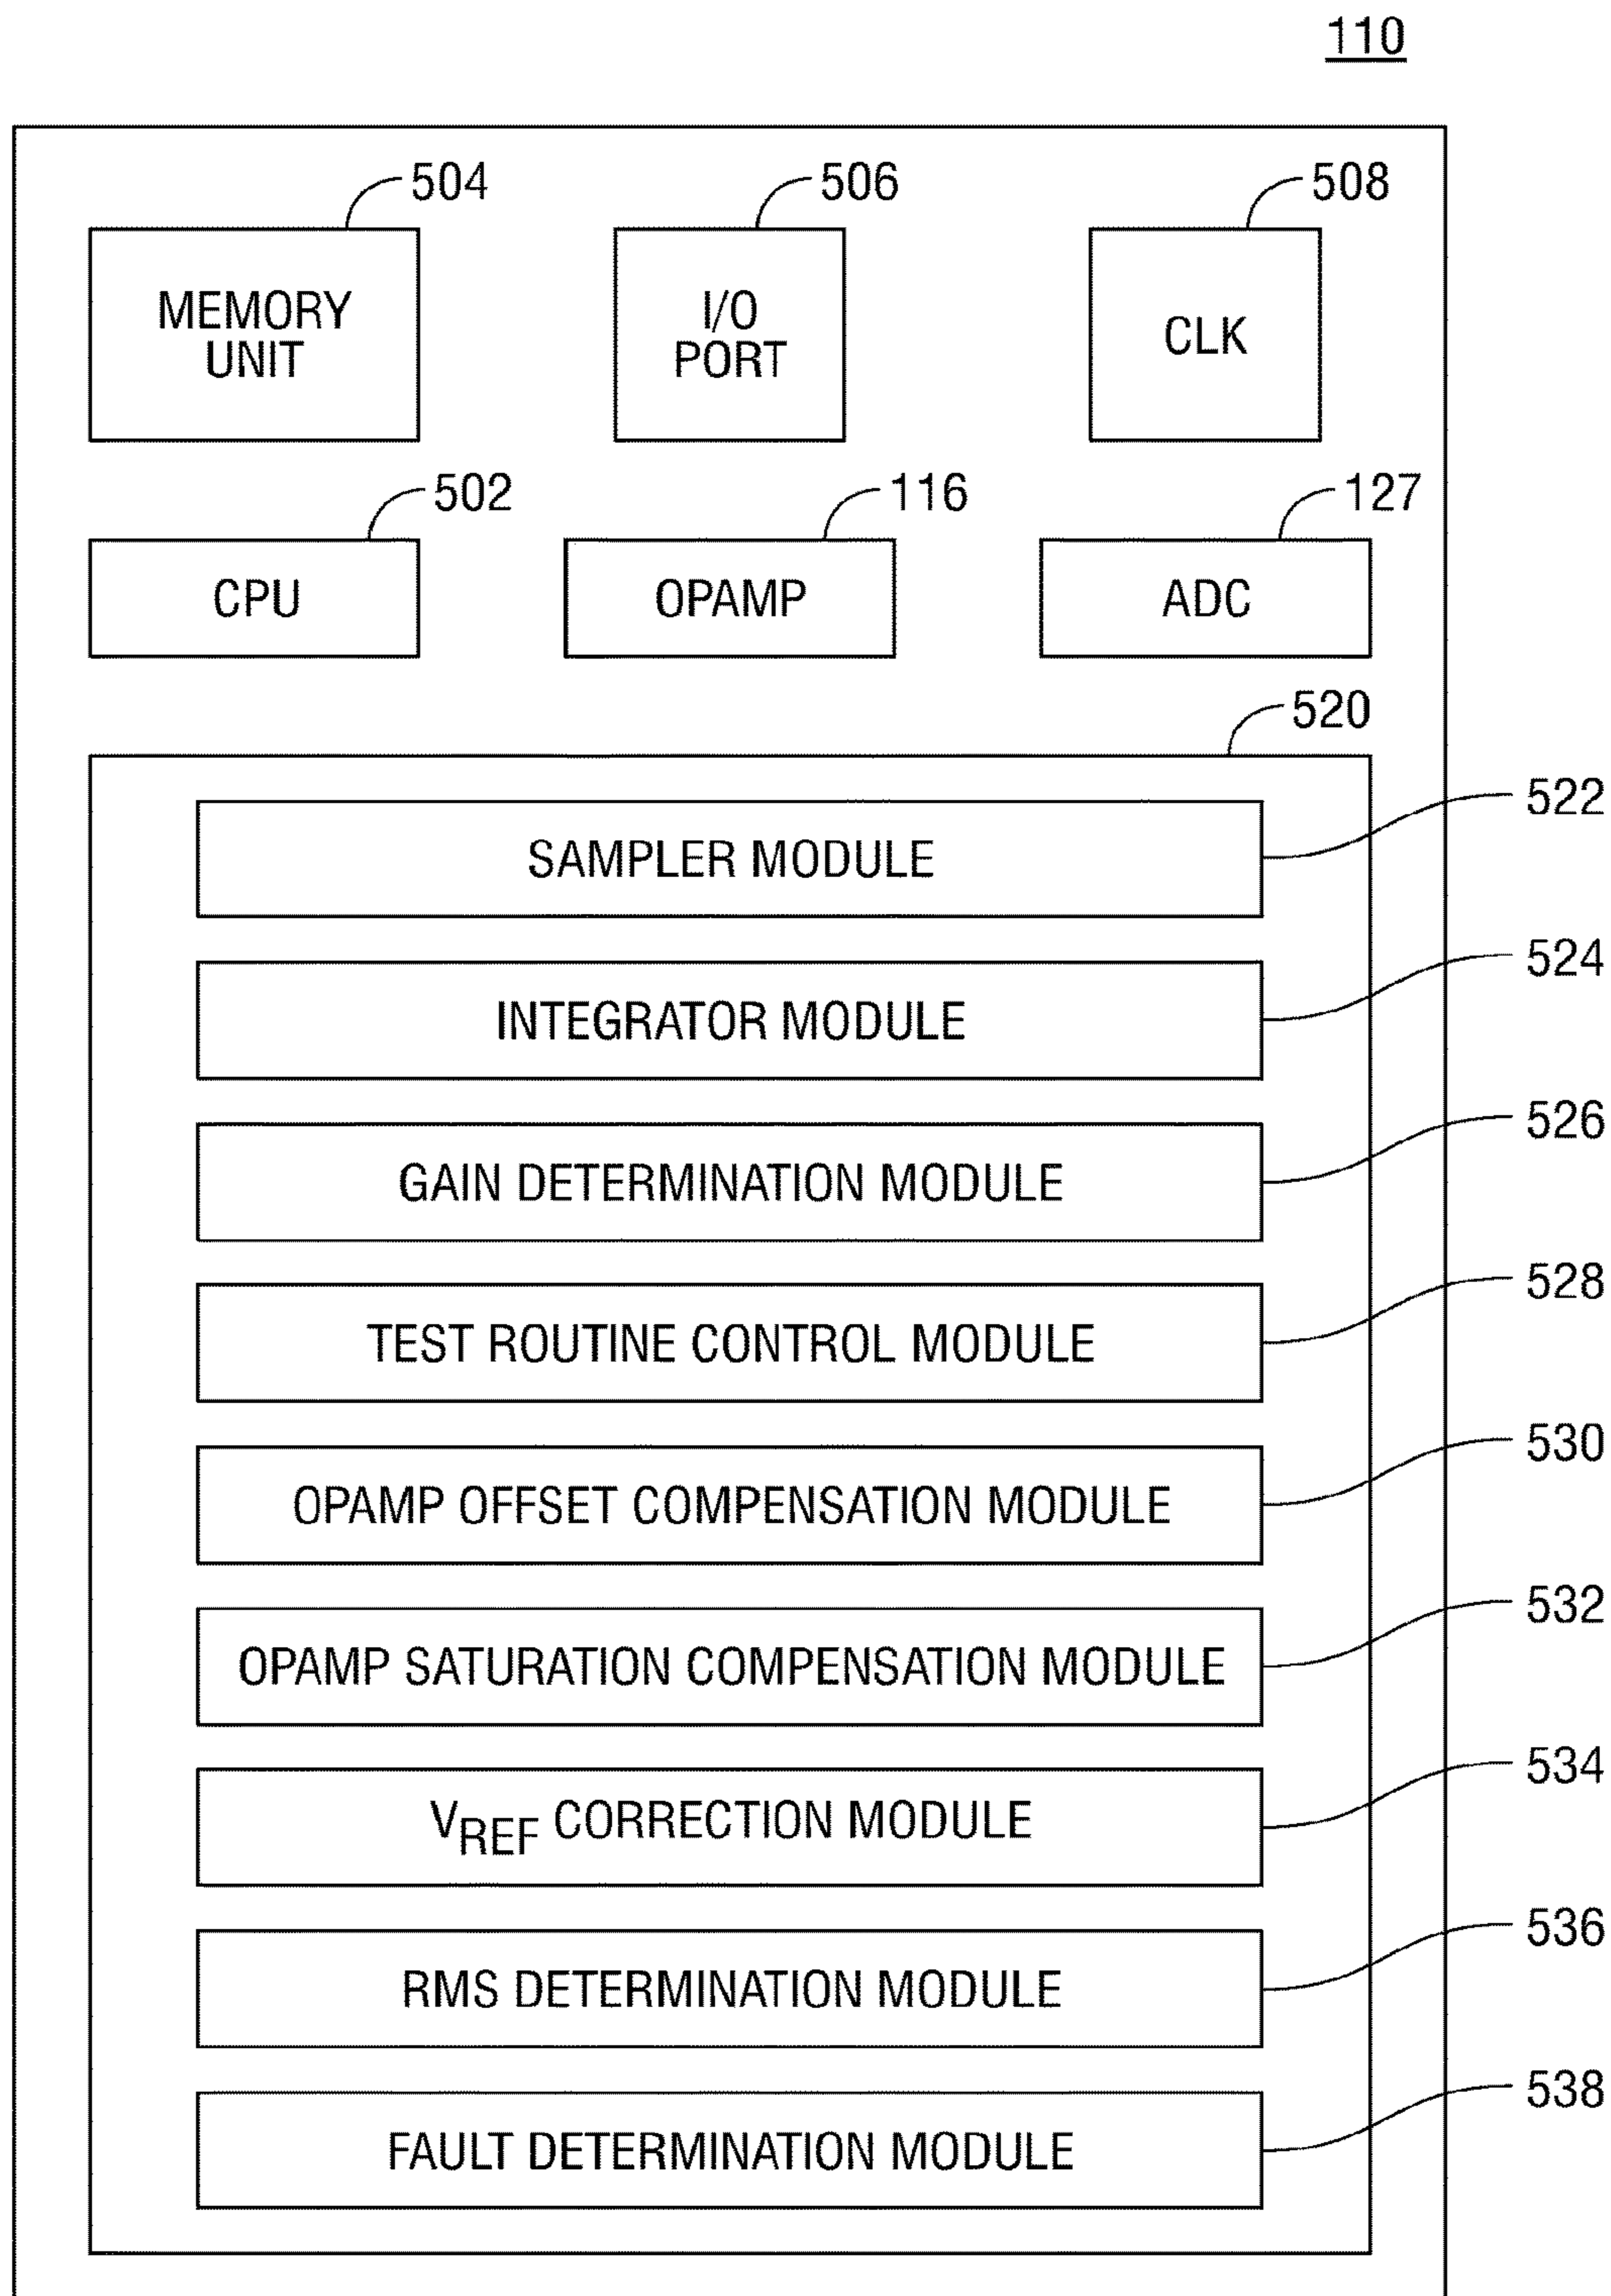 110
504
506
508
MEMORY
UNIT
I/O
PORT
CLK
502
116
127
CPU
OPAMP
ADC
520
SAMPLER MODULE
522
INTEGRATOR MODULE
524
GAIN DETERMINATION MODULE
526
TEST ROUTINE CONTROL MODULE
528
OPAMP OFFSET COMPENSATION MODULE
530
OPAMP SATURATION COMPENSATION MODULE
532
VREF CORRECTION MODULE
534
RMS DETERMINATION MODULE
536
FAULT DETERMINATION MODULE
538